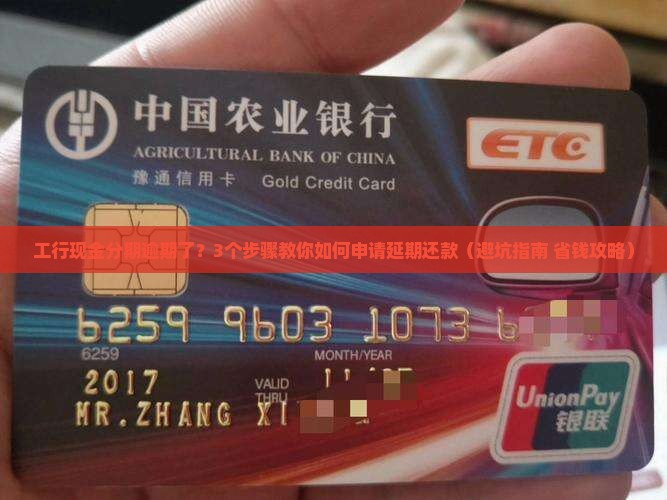 中国农业银行
ETC
AGRICULTURAL BANK OF CHINA
豫通信用卡 Gold Credit Card
工行现金分期逾期了？3个步骤教你如何申请延期还款（避坑指南 省钱攻略）
6259 9603 1073 6
6259
MONTH/YEAR
2017
VALID THRU
MR.ZHANG XI
UnionPay
银联